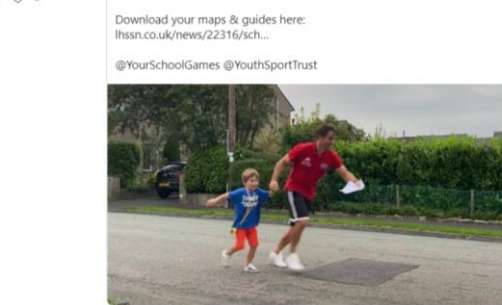 Download your maps & guides here:
lhssn.co.uk/news/22316/sch...
@YourSchoolGames @YouthSportTrust